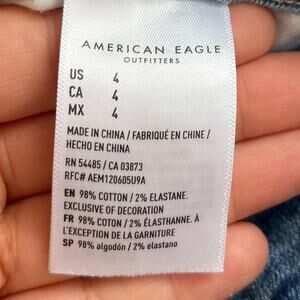 AMERICAN EAGLE
OUTFITTERS
US 4
CA 4
MX 4
MADE IN CHINA / FABRIQUÉ EN CHINE /
HECHO EN CHINA
RN 54485 / CA 03873
RFC# AEM120605U9A
EN 98% COTTON / 2% ELASTANE.
EXCLUSIVE OF DECORATION
FR 98% COTON / 2% ÉLASTHANNE. À
L'EXCEPTION DE LA GARNITURE
SP 98% algodón / 2% elastano